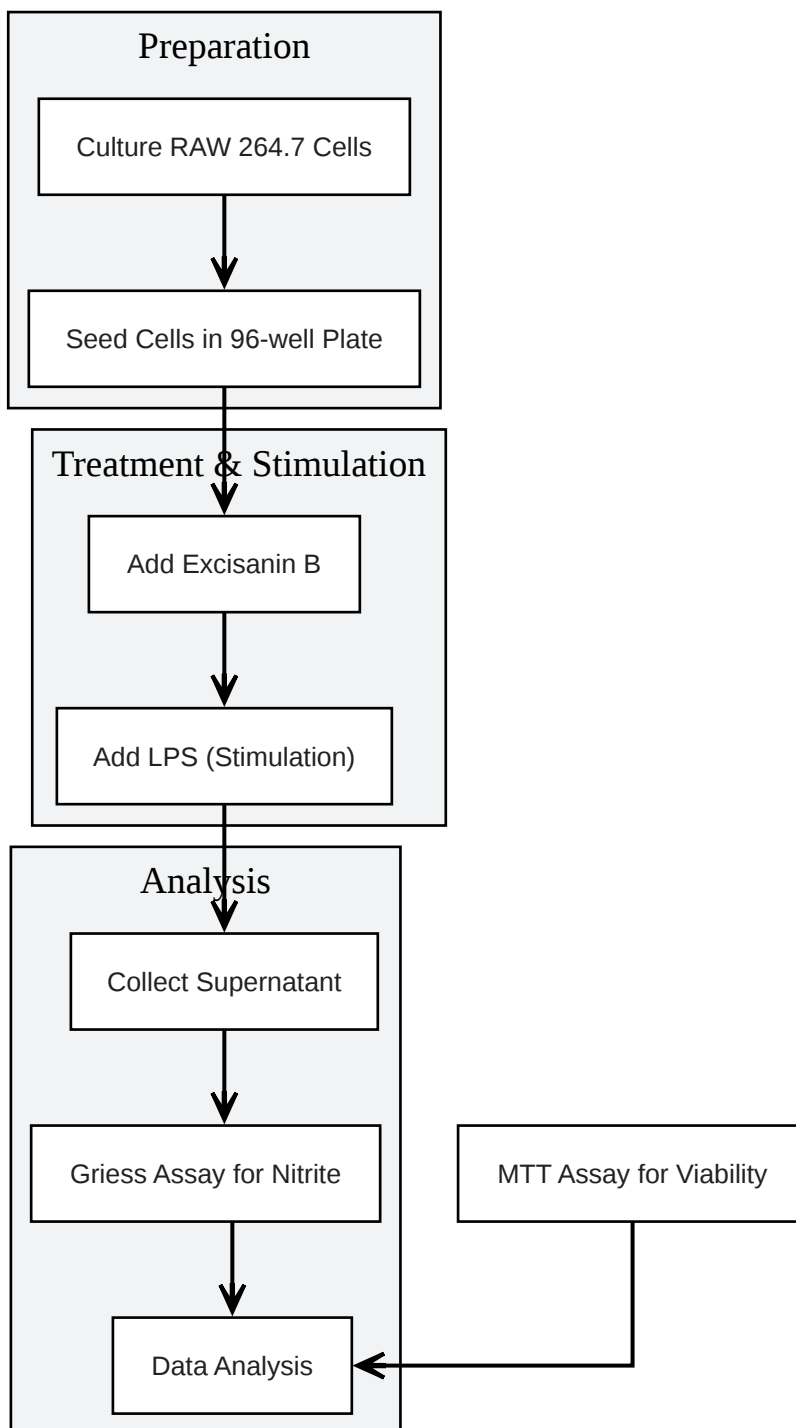 Preparation
Culture RAW 264.7 Cells
Seed Cells in 96-well Plate
Treatment & Stimulation
Add Excisanin B
Add LPS (Stimulation)
Analysis
Collect Supernatant
Griess Assay for Nitrite
MTT Assay for Viability
Data Analysis